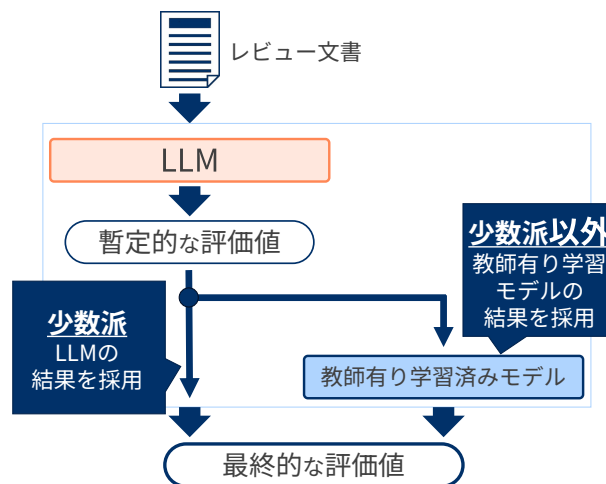 レビュー文書
LLM
暫定的な評価値
少数派以外
教師有り学習
モデルの
結果を採用
少数派
LLMの
結果を採用
教師有り学習済みモデル
最終的な評価値